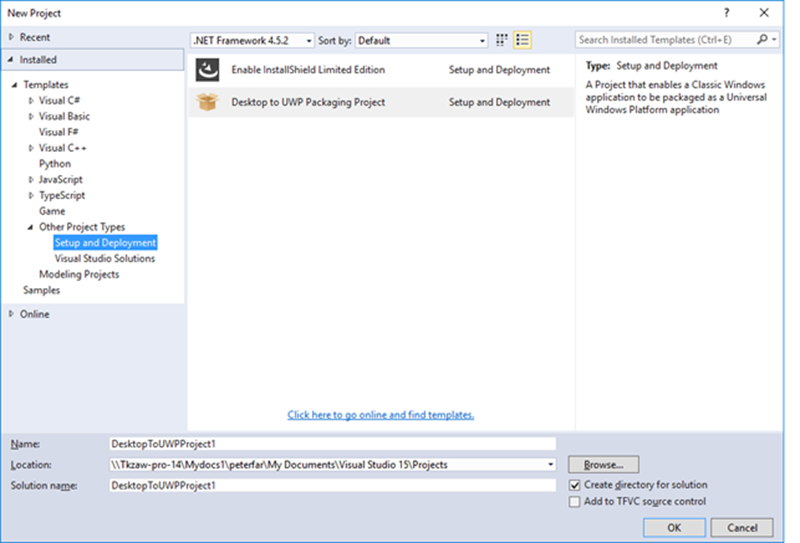 New Project
Recent
Installed
Templates
Visual C#
Visual Basic
Visual F#
Visual C++
Python
JavaScript
TypeScript
Game
Other Project Types
Setup and Deployment
Visual Studio Solutions
Modeling Projects
Samples
Online
.NET Framework 4.5.2 Sort by: Default
Enable InstallShield Limited Edition Setup and Deployment
Desktop to UWP Packaging Project Setup and Deployment
Click here to go online and find templates.
Search Installed Templates (Ctrl+E)
Type: Setup and Deployment
A Project that enables a Classic Windows
application to be packaged as a Universal
Windows Platform application
Name: DesktopToUWPProject1
Location: \\Tkzaw-pro-14\Mydocs1\peterfar\My Documents\Visual Studio 15\Projects Browse...
Solution name: DesktopToUWPProject1
Create directory for solution
Add to TFVC source control
OK Cancel